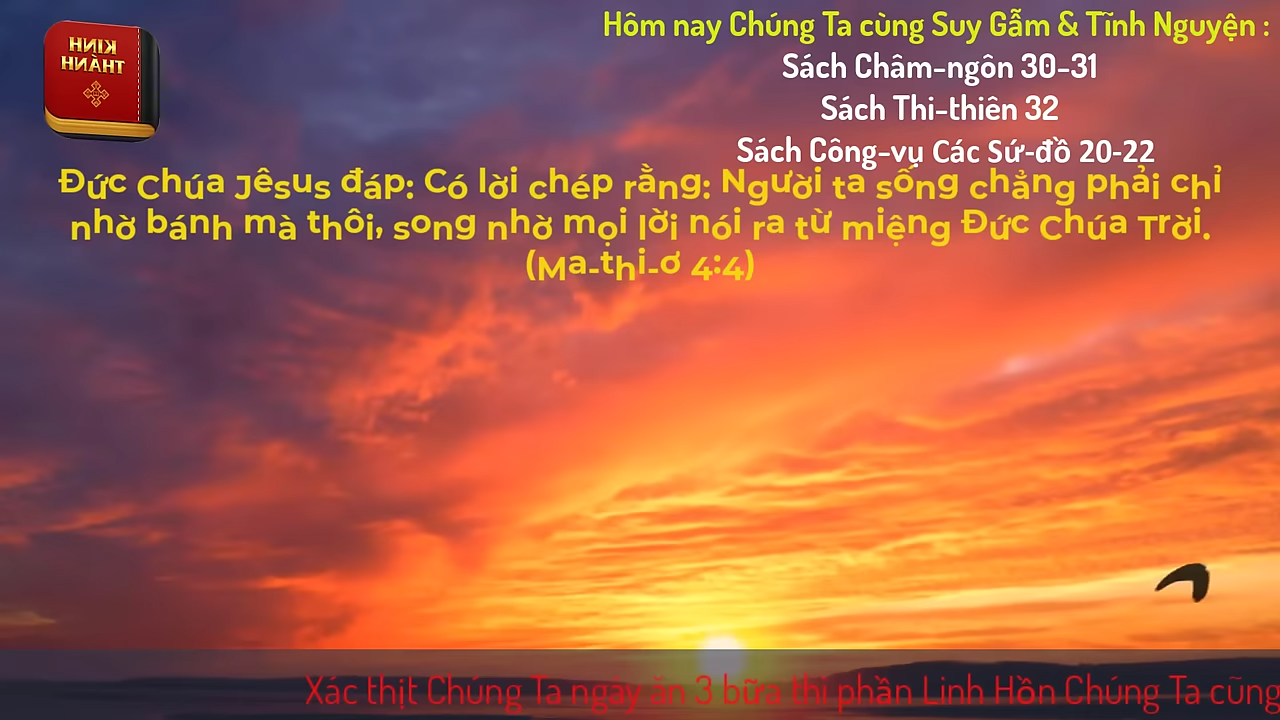 KINH
THÁNH
Hôm nay Chúng Ta cùng Suy Gẫm & Tĩnh Nguyện :
Sách Châm-ngôn 30-31
Sách Thi-thiên 32
Sách Công-vụ Các Sứ-đồ 20-22
Đức Chúa Jêsus đáp: Có lời chép rằng: Người ta sống chẳng phải chỉ
nhờ bánh mà thôi, song nhờ mọi lời nói ra từ miệng Đức Chúa Trời.
(Ma-thi-ơ 4:4)
Xác thịt Chúng Ta ngày ăn 3 bữa thì phần Linh Hồn Chúng Ta cũng